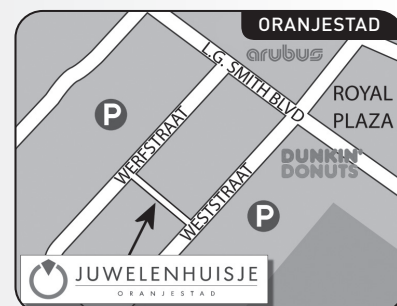 ORANJESTAD
arubus
L.G. SMITH BLVD
ROYAL
PLAZA
P
WERFSTRAAT
DUNKIN'
DONUTS
WESTSTRAAT
P
JUWELENHUISJE
ORANJESTAD